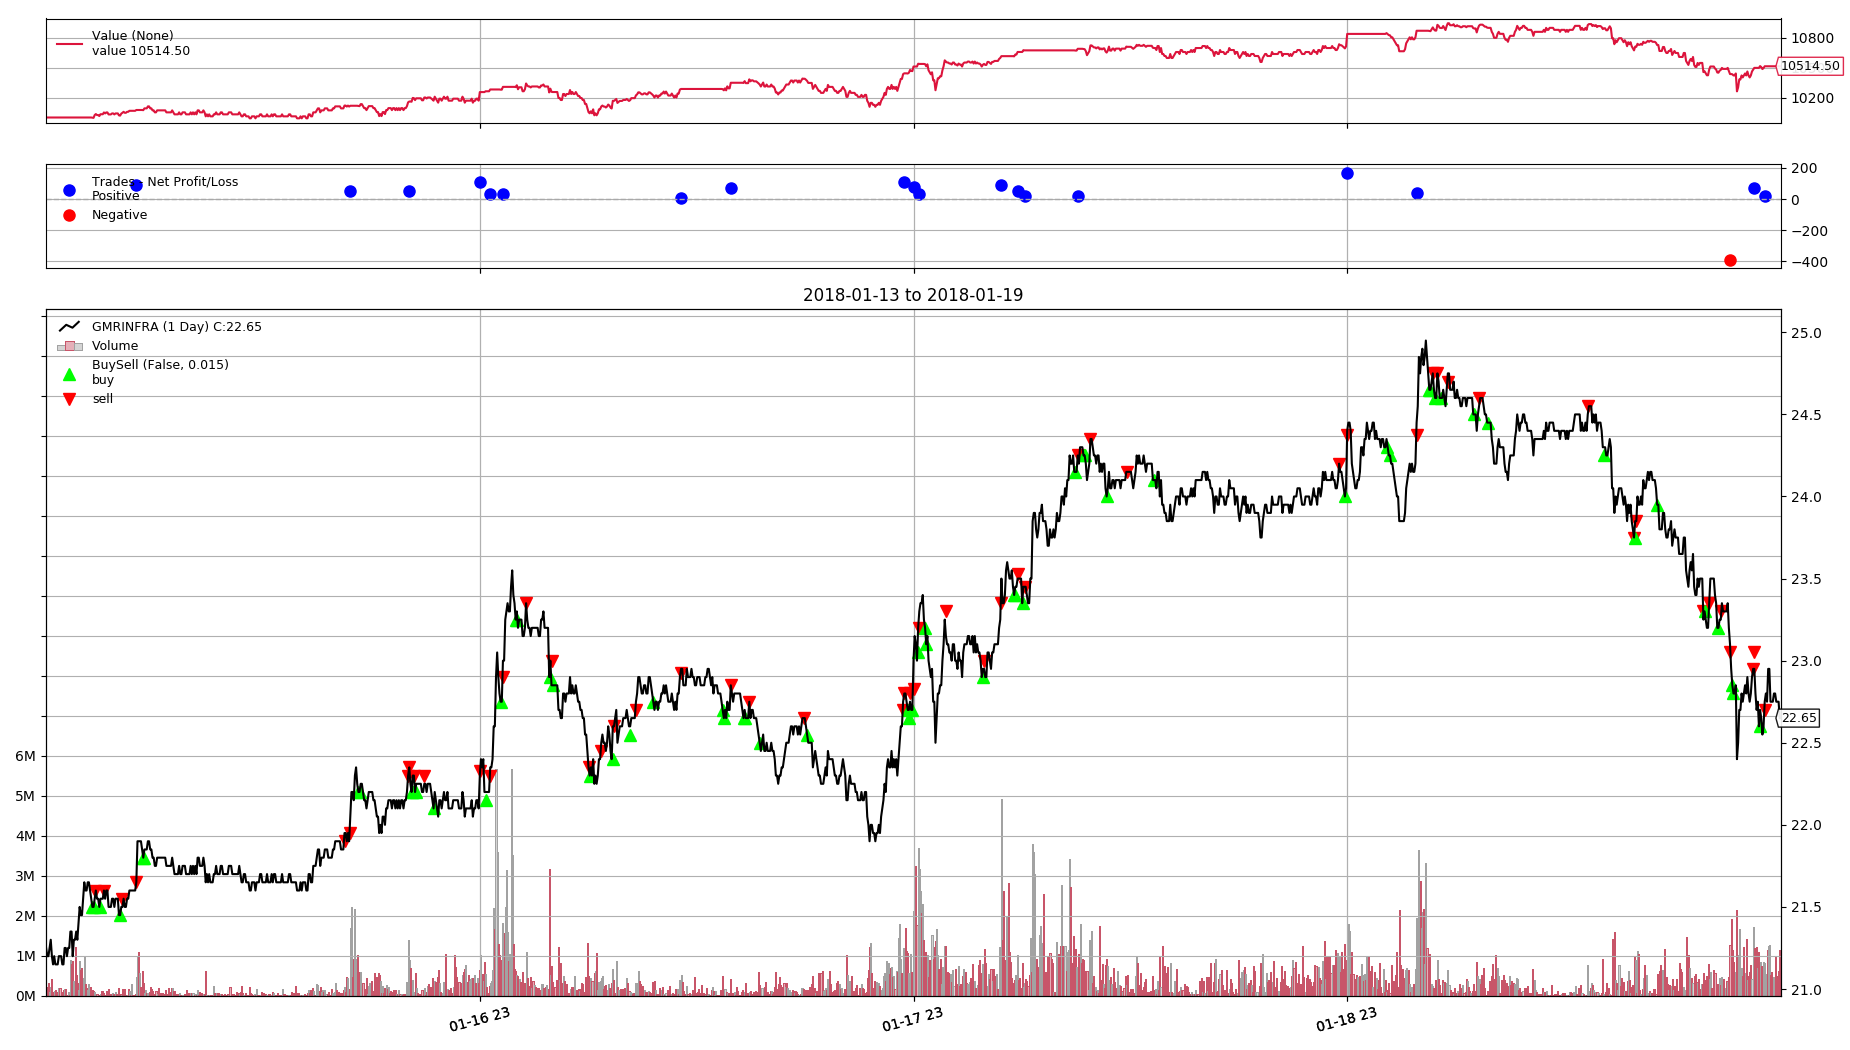 Value (None)
value 10514.50
10800
10514.50
10200
Trades - Net Profit/Loss
Positive
Negative
200
0
−200
−400
2018-01-13 to 2018-01-19
GMRINFRA (1 Day) C:22.65
Volume
BuySell (False, 0.015)
buy
sell
25.0
24.5
24.0
23.5
23.0
22.65
22.5
22.0
21.5
21.0
6M
5M
4M
3M
2M
1M
0M
01-16 23
01-17 23
01-18 23